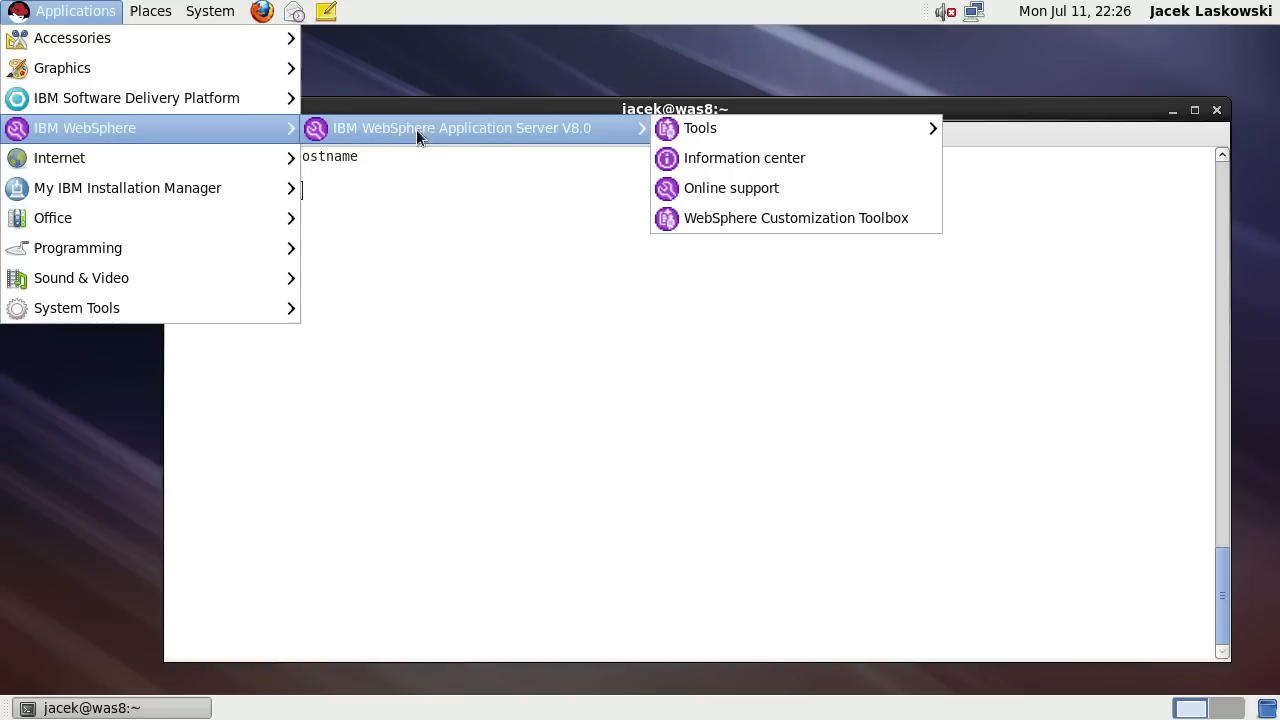 Applications Places System Mon Jul 11, 22:26 Jacek Laskowski
Accessories
Graphics
IBM Software Delivery Platform
IBM WebSphere
Internet
My IBM Installation Manager
Office
Programming
Sound & Video
System Tools
IBM WebSphere Application Server V8.0
Tools
Information center
Online support
WebSphere Customization Toolbox
jacek@was8:~
ostname
jacek@was8:~